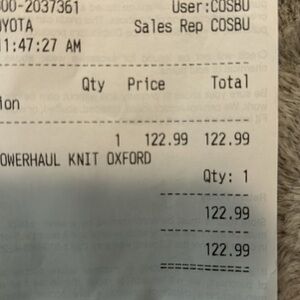 00-2037361 User:COSBU
OYOTA Sales Rep COSBU
11:47:27 AM
Qty Price Total
ion
1 122.99 122.99
OWERHAUL KNIT OXFORD
Qty: 1
122.99
122.99